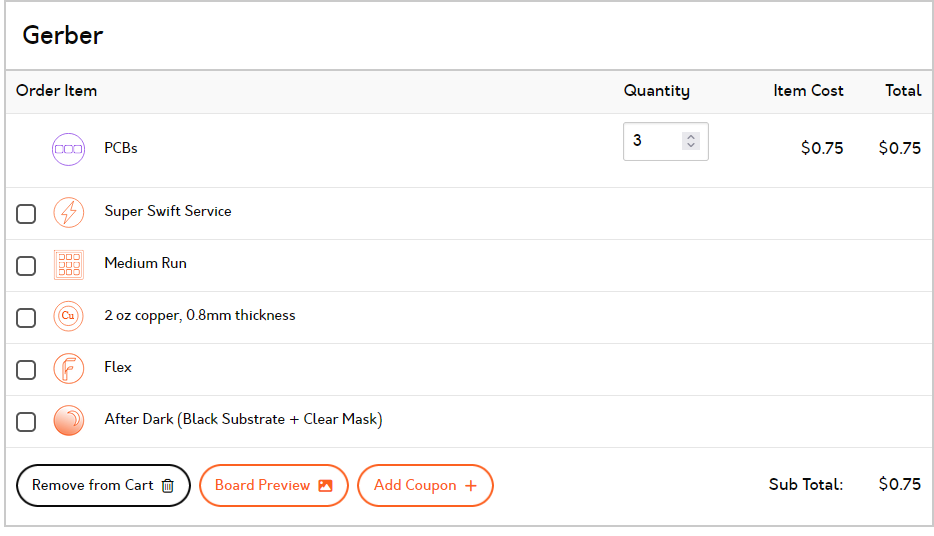 Gerber
Order Item Quantity Item Cost Total
PCBs 3 $0.75 $0.75
Super Swift Service
Medium Run
Cu 2 oz copper, 0.8mm thickness
Flex
After Dark (Black Substrate + Clear Mask)
Remove from Cart Board Preview Add Coupon + Sub Total: $0.75